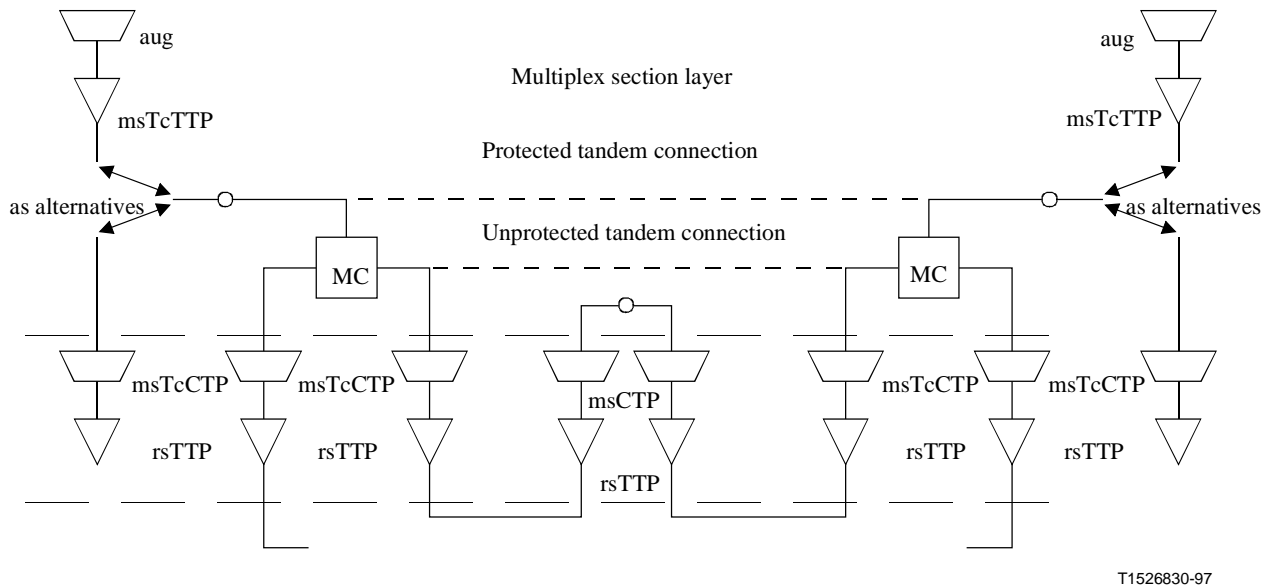 aug
aug
Multiplex section layer
msTcTTP
msTcTTP
Protected tandem connection
as alternatives
as alternatives
Unprotected tandem connection
MC
MC
msTcCTP
msTcCTP
msCTP
msTcCTP
msTcCTP
rsTTP
rsTTP
rsTTP
rsTTP
rsTTP
T1526830-97